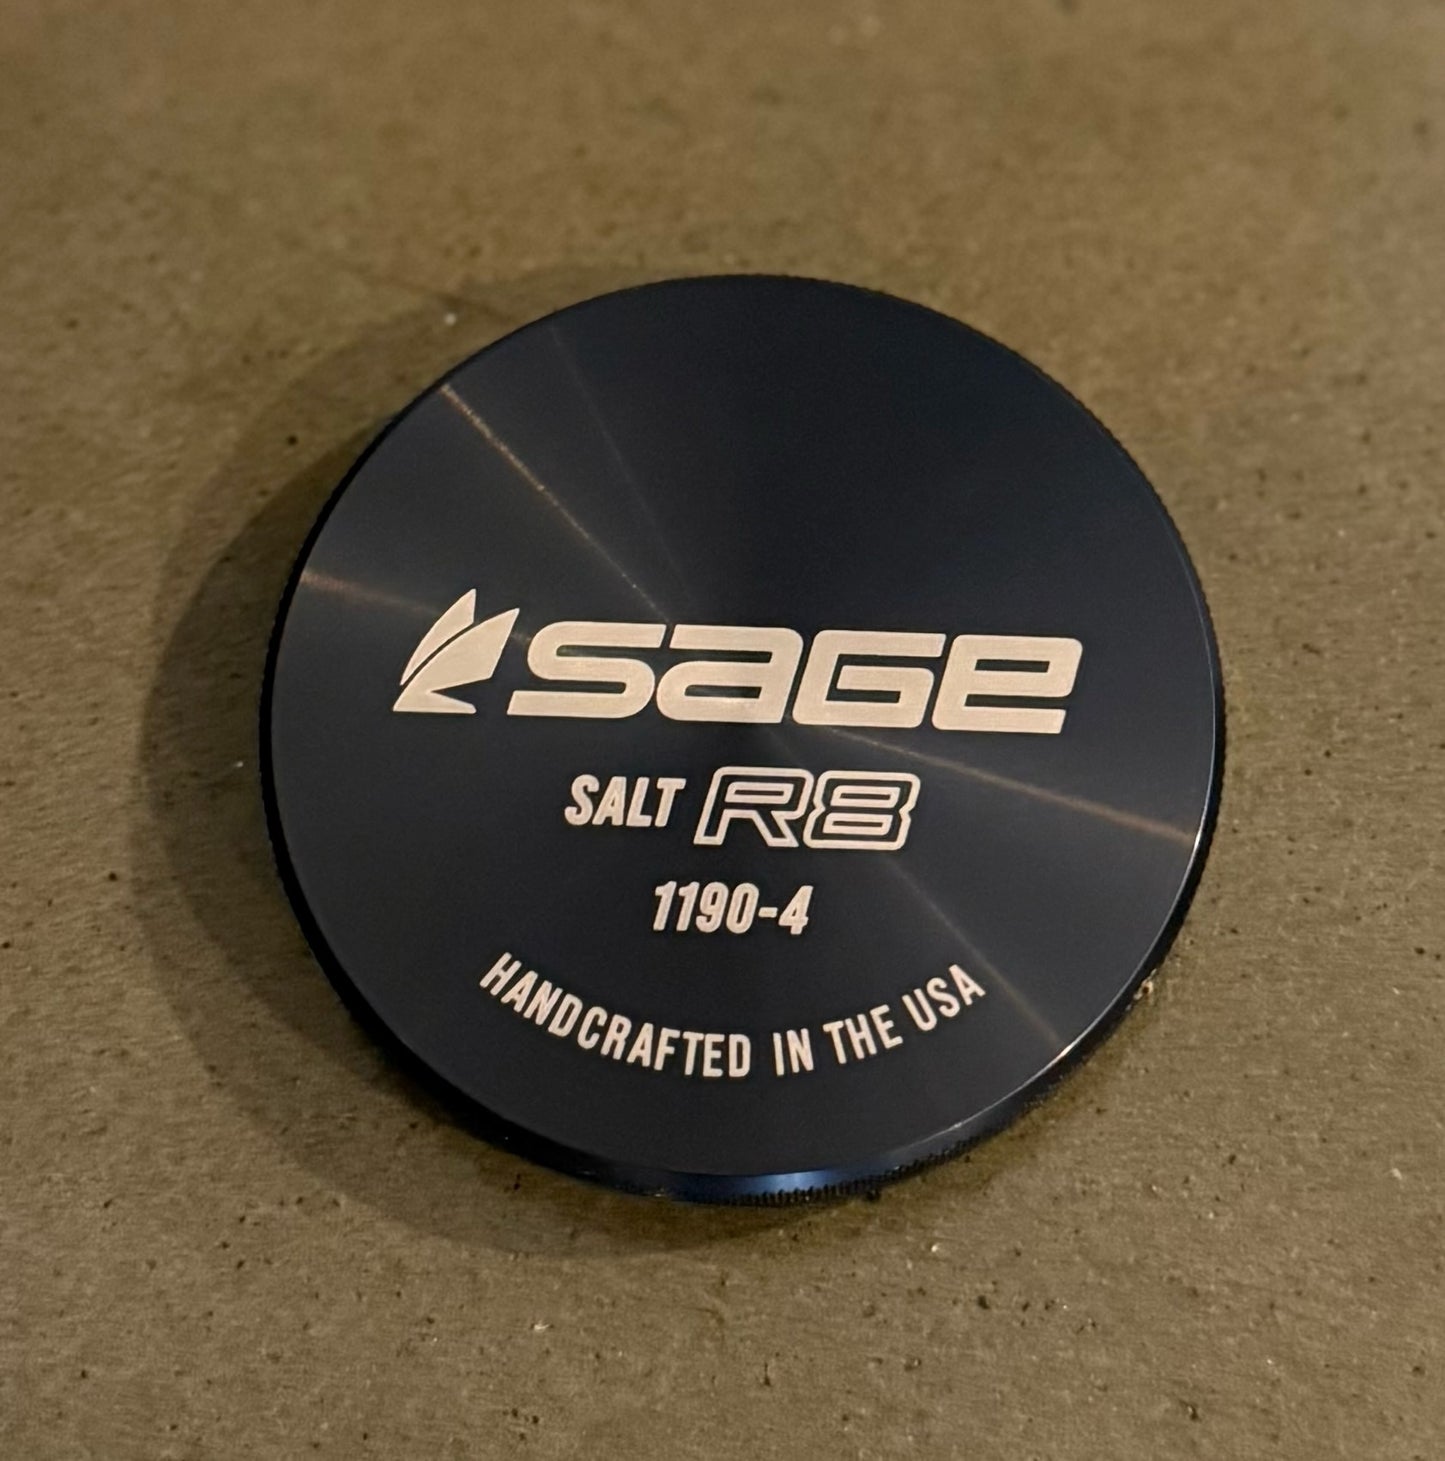 SAGE
SALT R8
1190-4
HANDCRAFTED IN THE USA